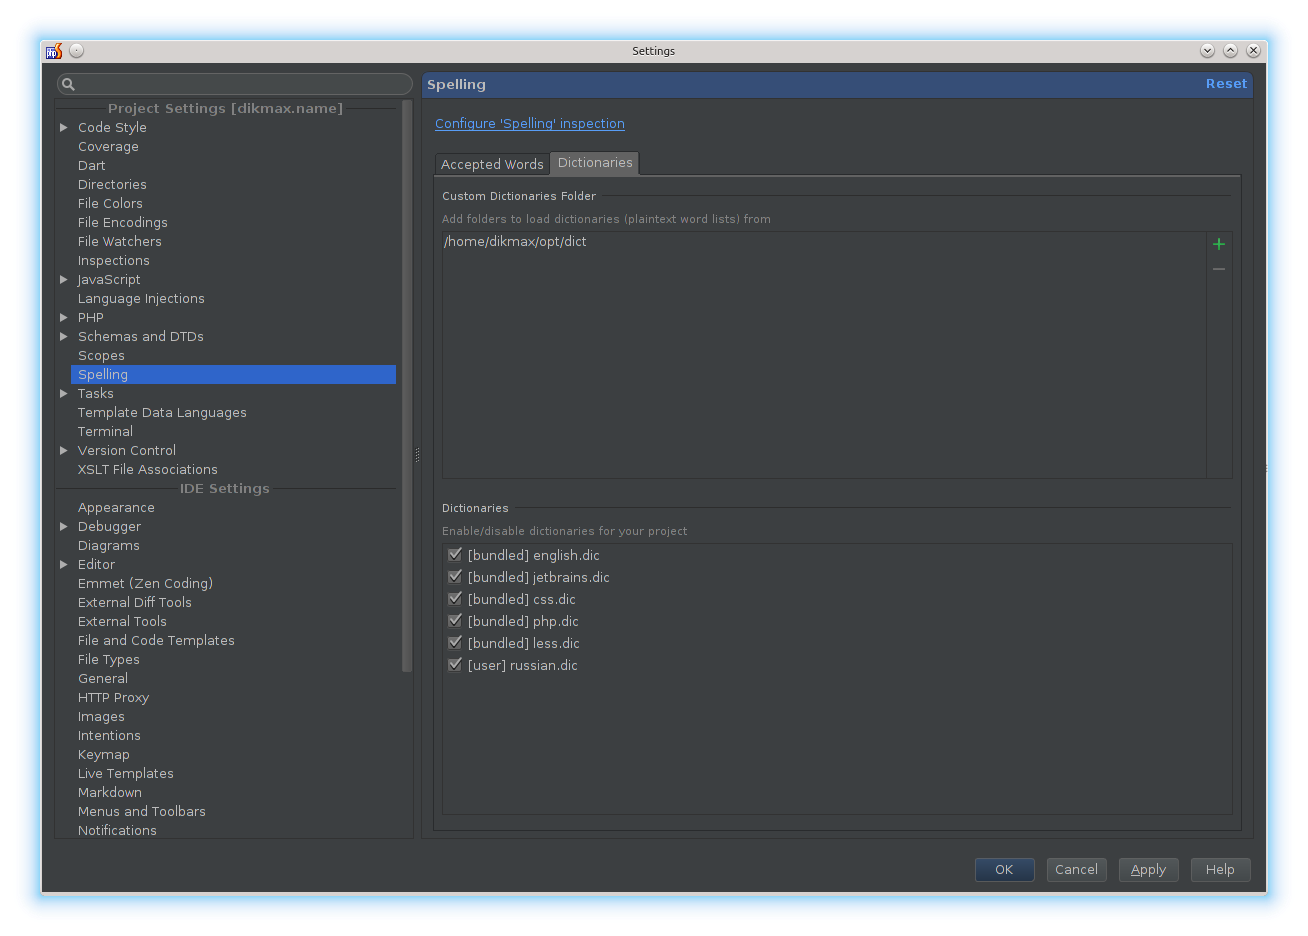 Settings
Project Settings [dikmax.name]
Code Style
Coverage
Dart
Directories
File Colors
File Encodings
File Watchers
Inspections
JavaScript
Language Injections
PHP
Schemas and DTDs
Scopes
Spelling
Tasks
Template Data Languages
Terminal
Version Control
XSLT File Associations
IDE Settings
Appearance
Debugger
Diagrams
Editor
Emmet (Zen Coding)
External Diff Tools
External Tools
File and Code Templates
File Types
General
HTTP Proxy
Images
Intentions
Keymap
Live Templates
Markdown
Menus and Toolbars
Notifications
Spelling Reset
Configure 'Spelling' inspection
Accepted Words Dictionaries
Custom Dictionaries Folder
Add folders to load dictionaries (plaintext word lists) from
/home/dikmax/opt/dict
Dictionaries
Enable/disable dictionaries for your project
[bundled] english.dic
[bundled] jetbrains.dic
[bundled] css.dic
[bundled] php.dic
[bundled] less.dic
[user] russian.dic
OK Cancel Apply Help